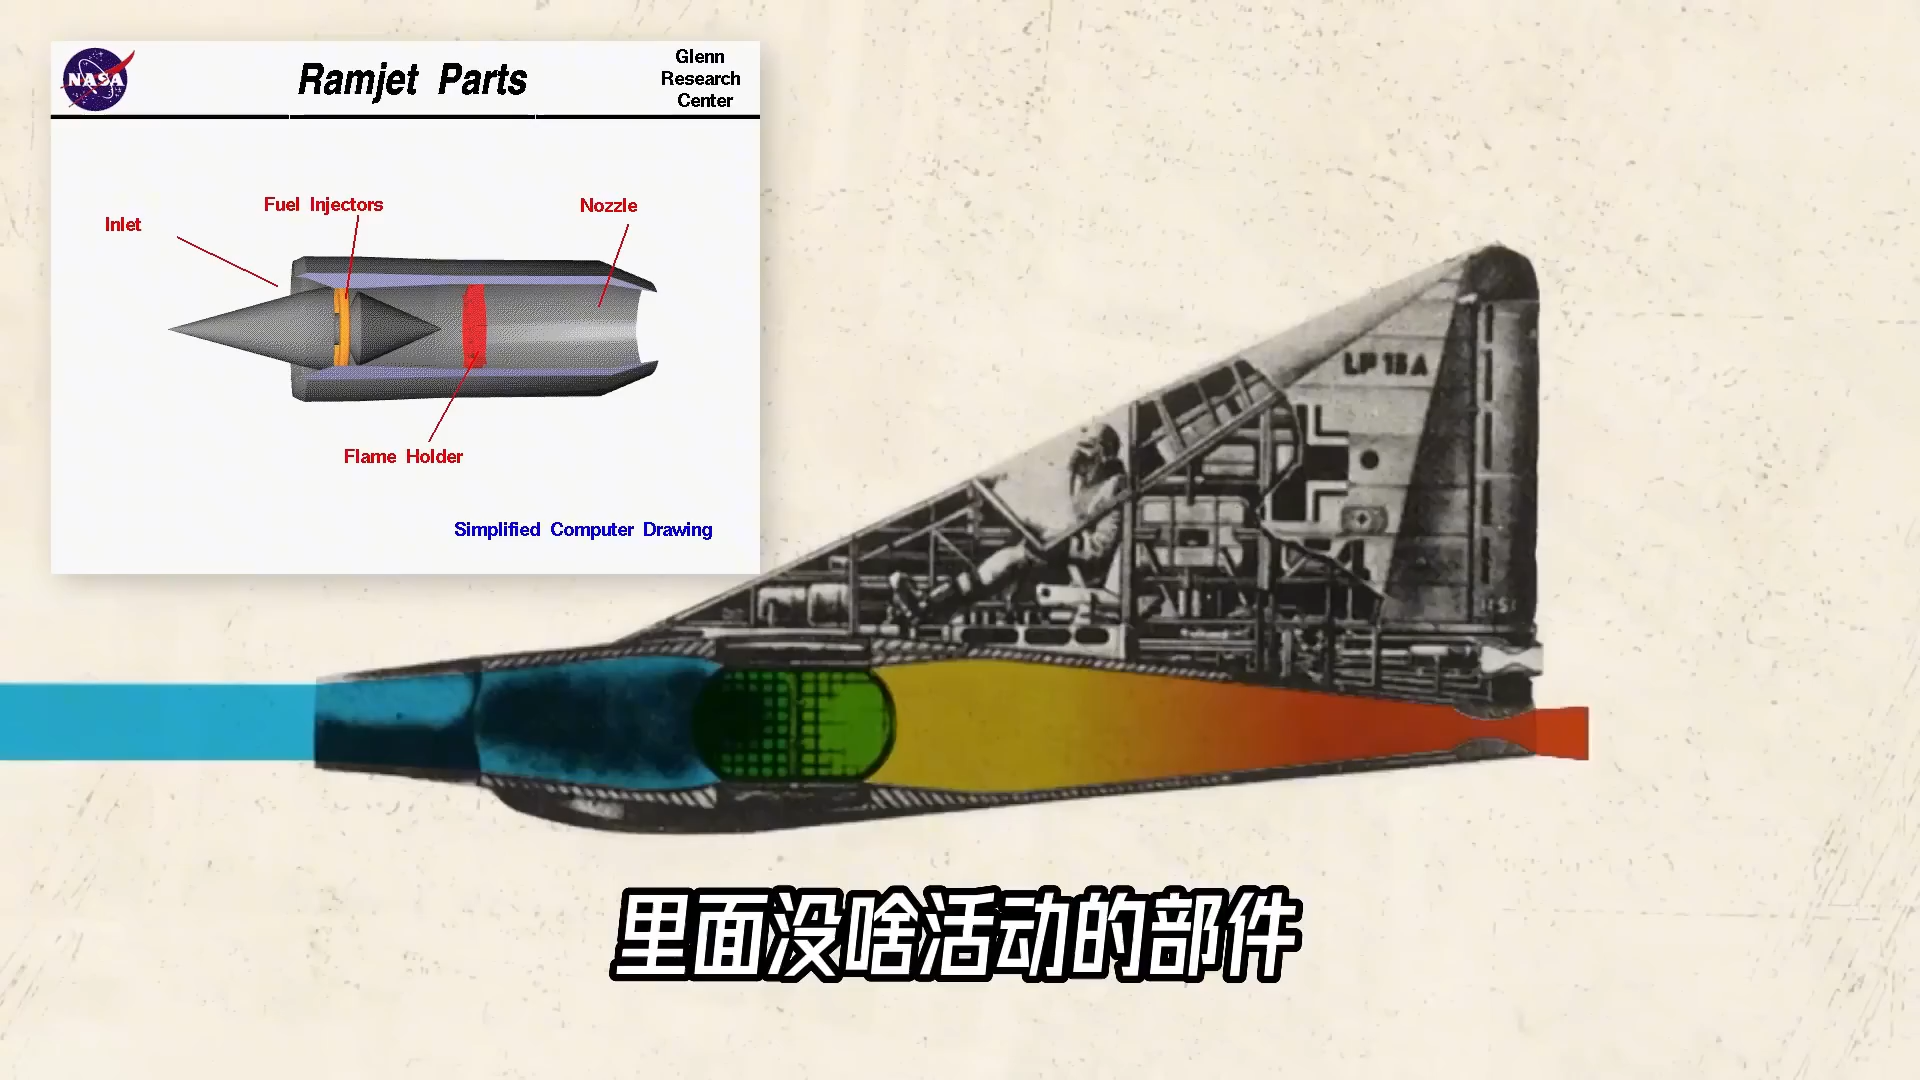 NASA
Ramjet Parts
Glenn
Research
Center
Inlet
Fuel Injectors
Nozzle
Flame Holder
Simplified Computer Drawing
LP 13A
里面没啥活动的部件